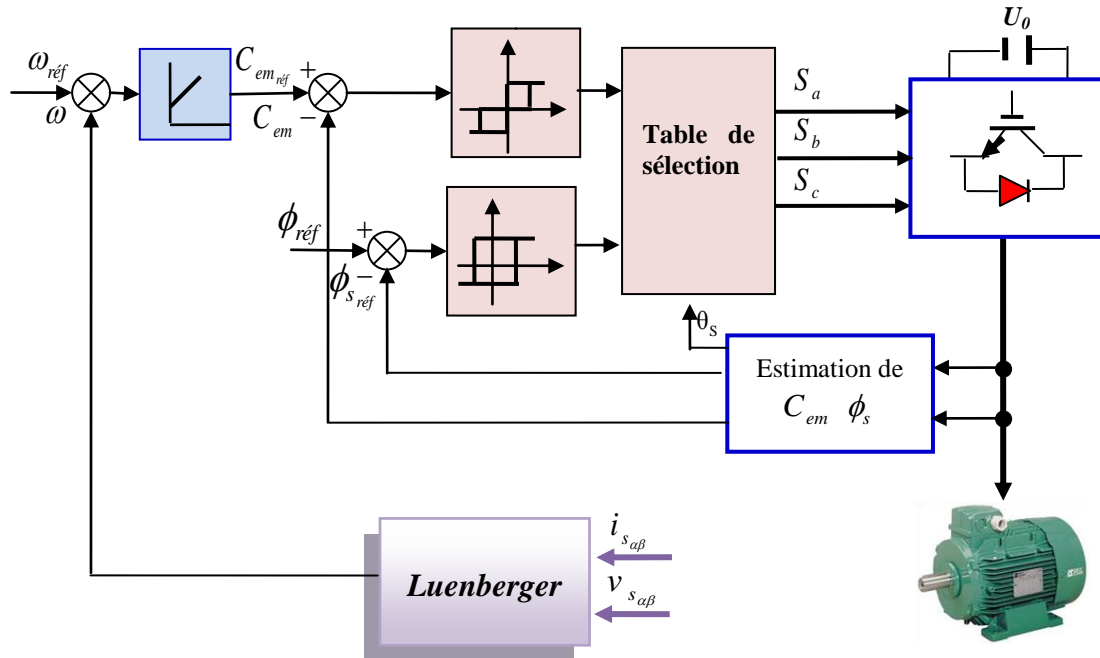 U₀
ω_réf
ω
C_em_réf
+
C_em
−
Table de
sélection
S_a
S_b
S_c
ϕ_réf
+
ϕ_s_réf
−
θ_s
Estimation de
C_em ϕ_s
Luenberger
i_s_αβ
v_s_αβ